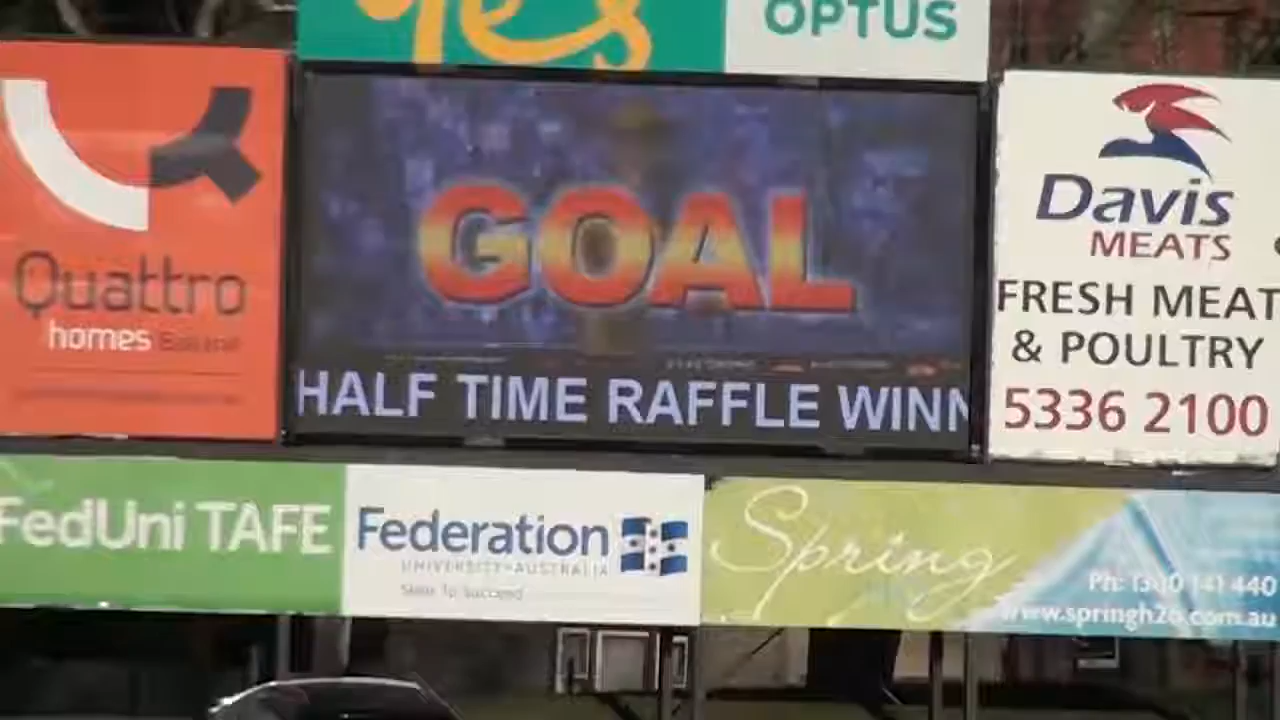 Yes
OPTUS
Quattro
homes
GOAL
HALF TIME RAFFLE WINN
Davis
MEATS
FRESH MEAT
& POULTRY
5336 2100
FedUni TAFE
Federation
UNIVERSITY AUSTRALIA
Spring
Ph: 1300 141 440
www.springh2o.com.au